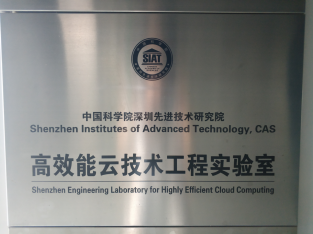 SIAT
中国科学院深圳先进技术研究院
Shenzhen Institutes of Advanced Technology, CAS
高效能云技术工程实验室
Shenzhen Engineering Laboratory for Highly Efficient Cloud Computing